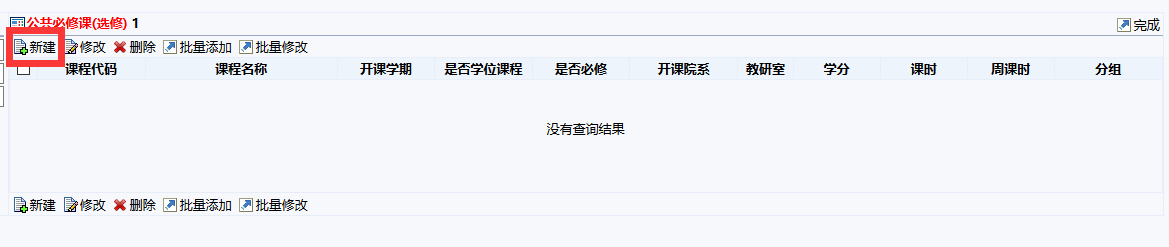 公共必修课(选修) 1 完成
新建 修改 删除 批量添加 批量修改
课程代码 课程名称 开课学期 是否学位课程 是否必修 开课院系 教研室 学分 课时 周课时 分组
没有查询结果
新建 修改 删除 批量添加 批量修改